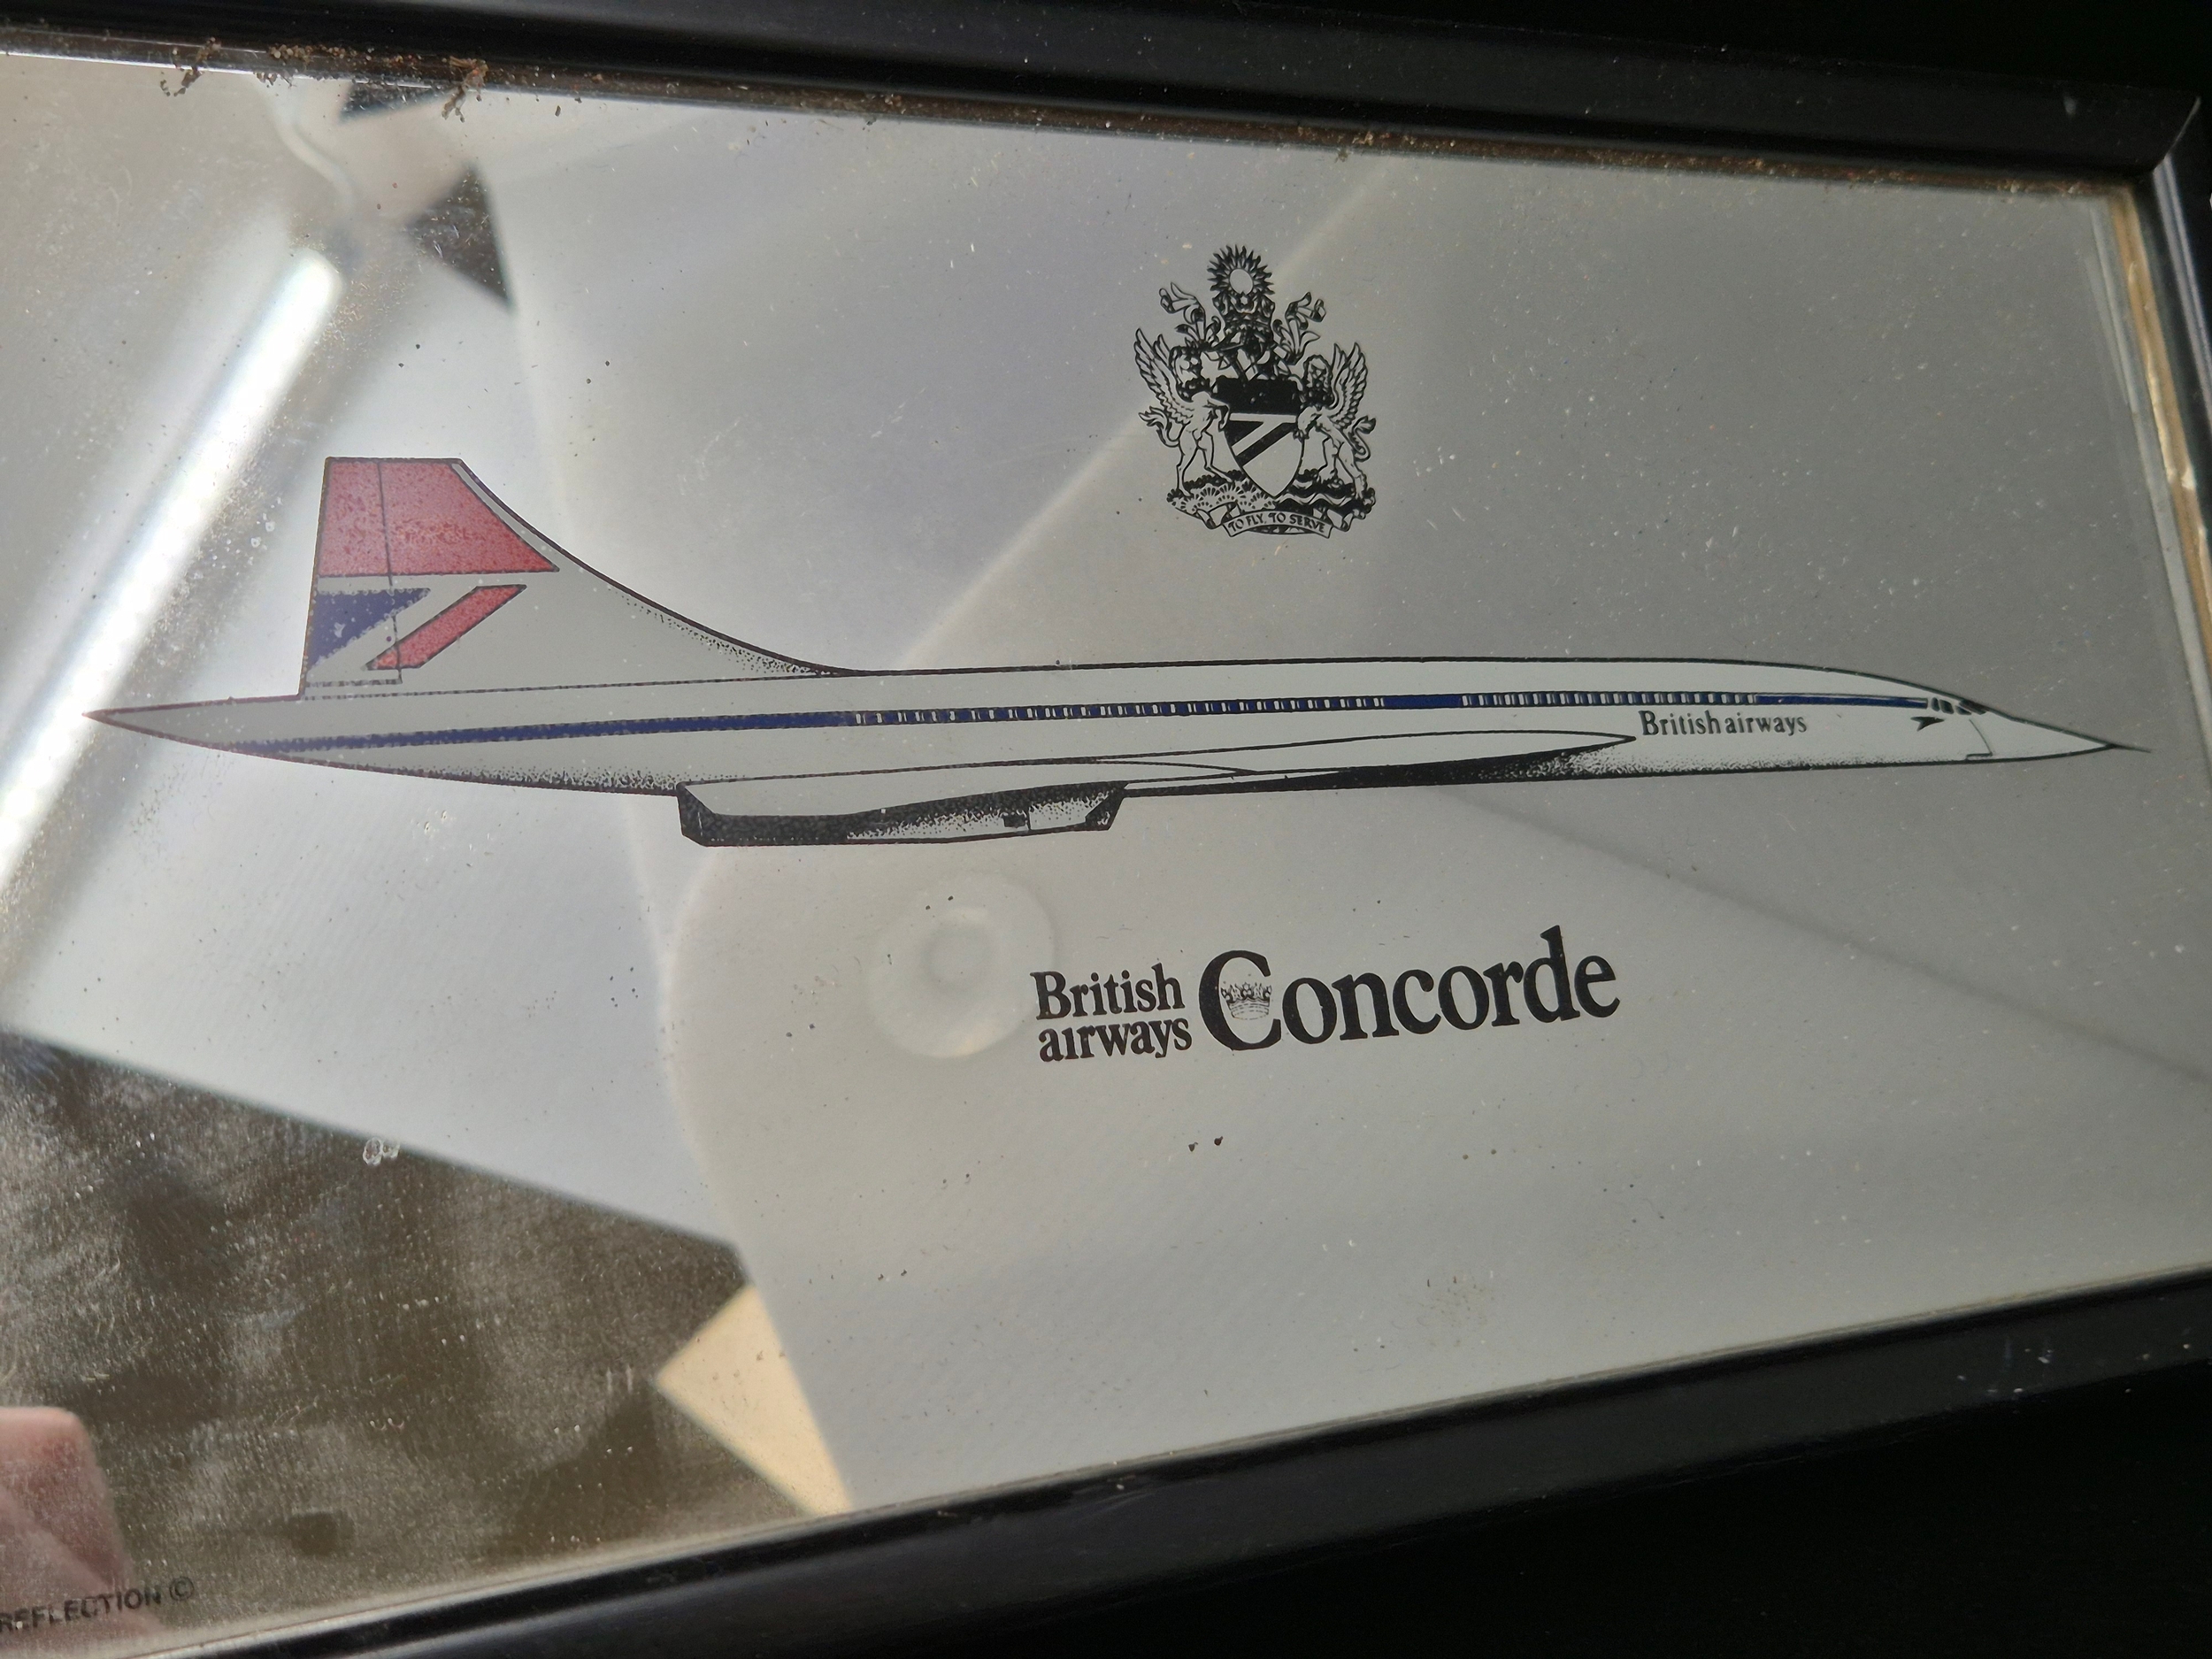 TO FLY. TO SERVE
British airways
British
airways
Concorde
REFLECTION ©